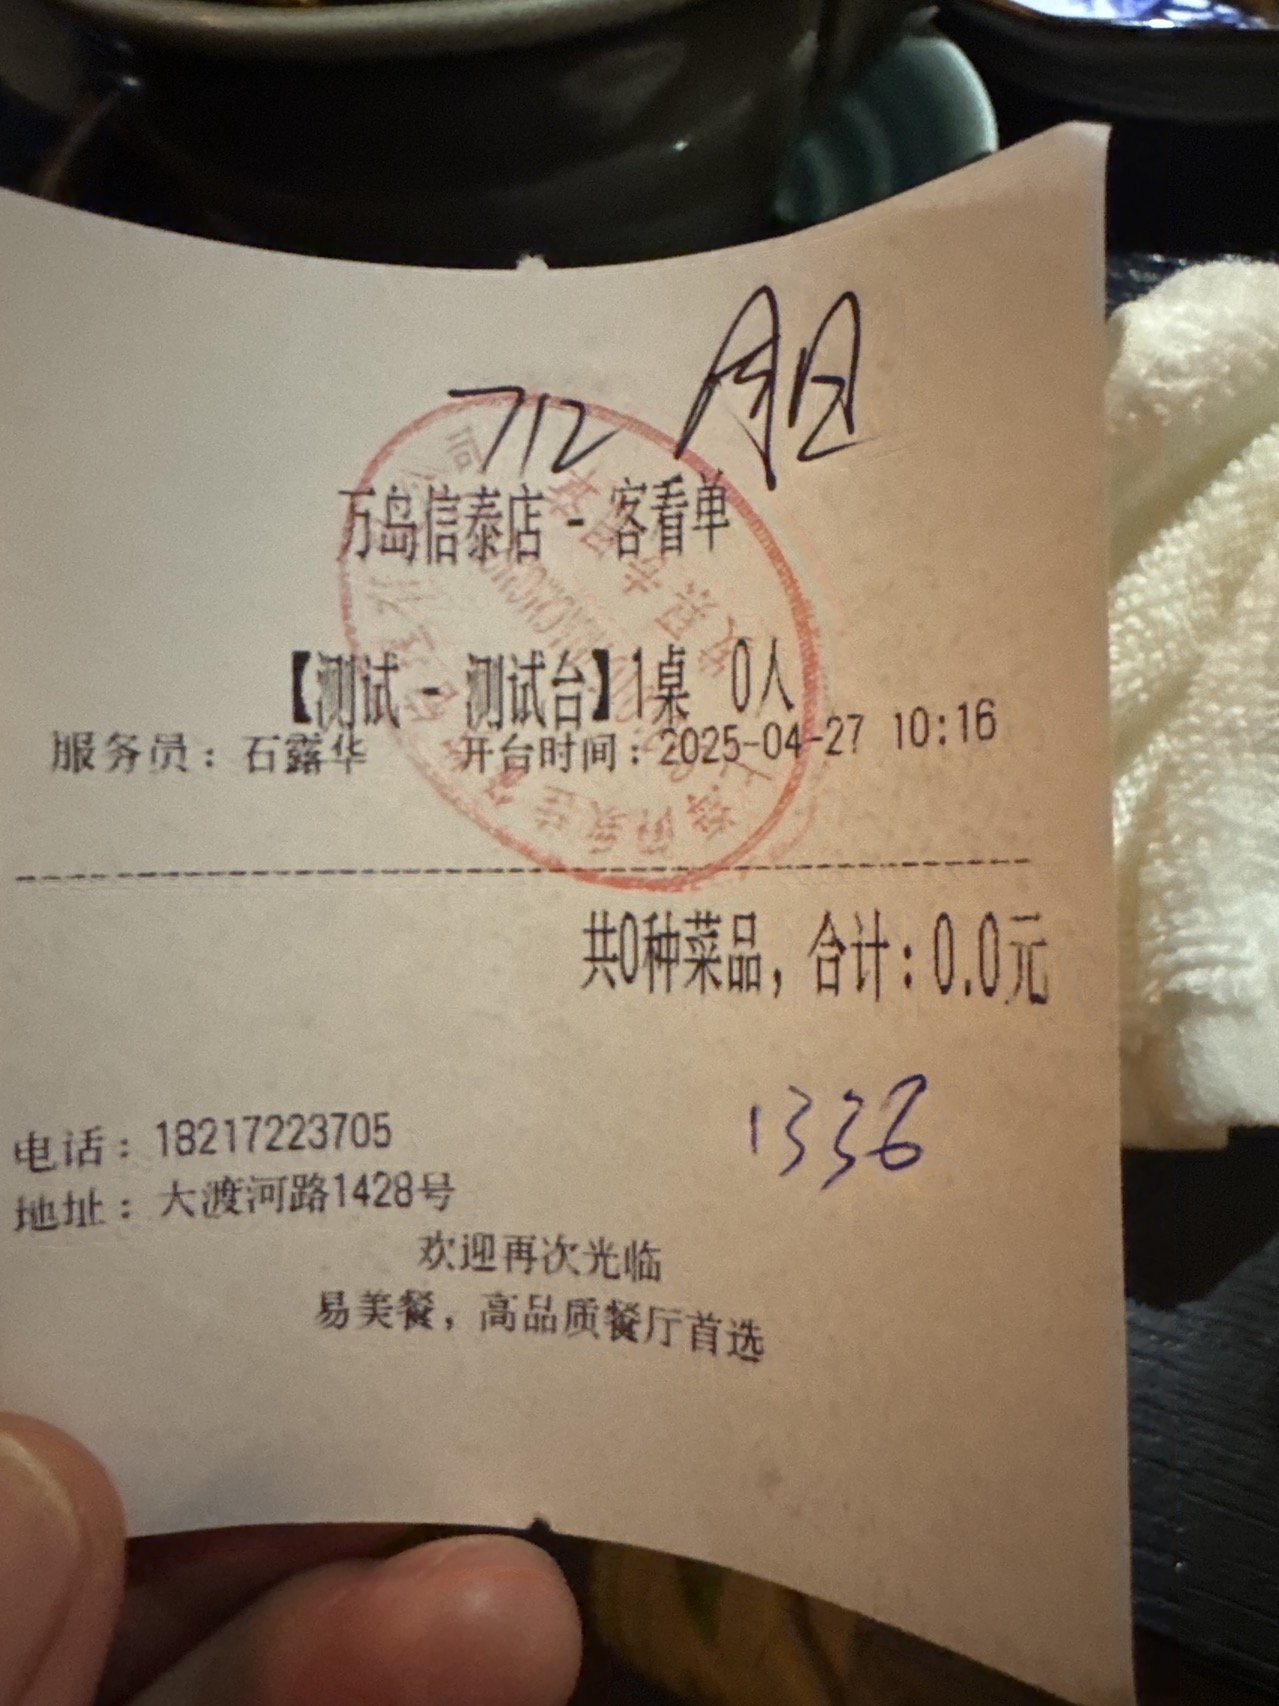 712
万岛信泰店 - 客看单
【测试 - 测试台】1桌 0人
服务员：石露华 开台时间：2025-04-27 10:16
共0种菜品，合计：0.0元
1336
电话：18217223705
地址：大渡河路1428号
欢迎再次光临
易美餐，高品质餐厅首选